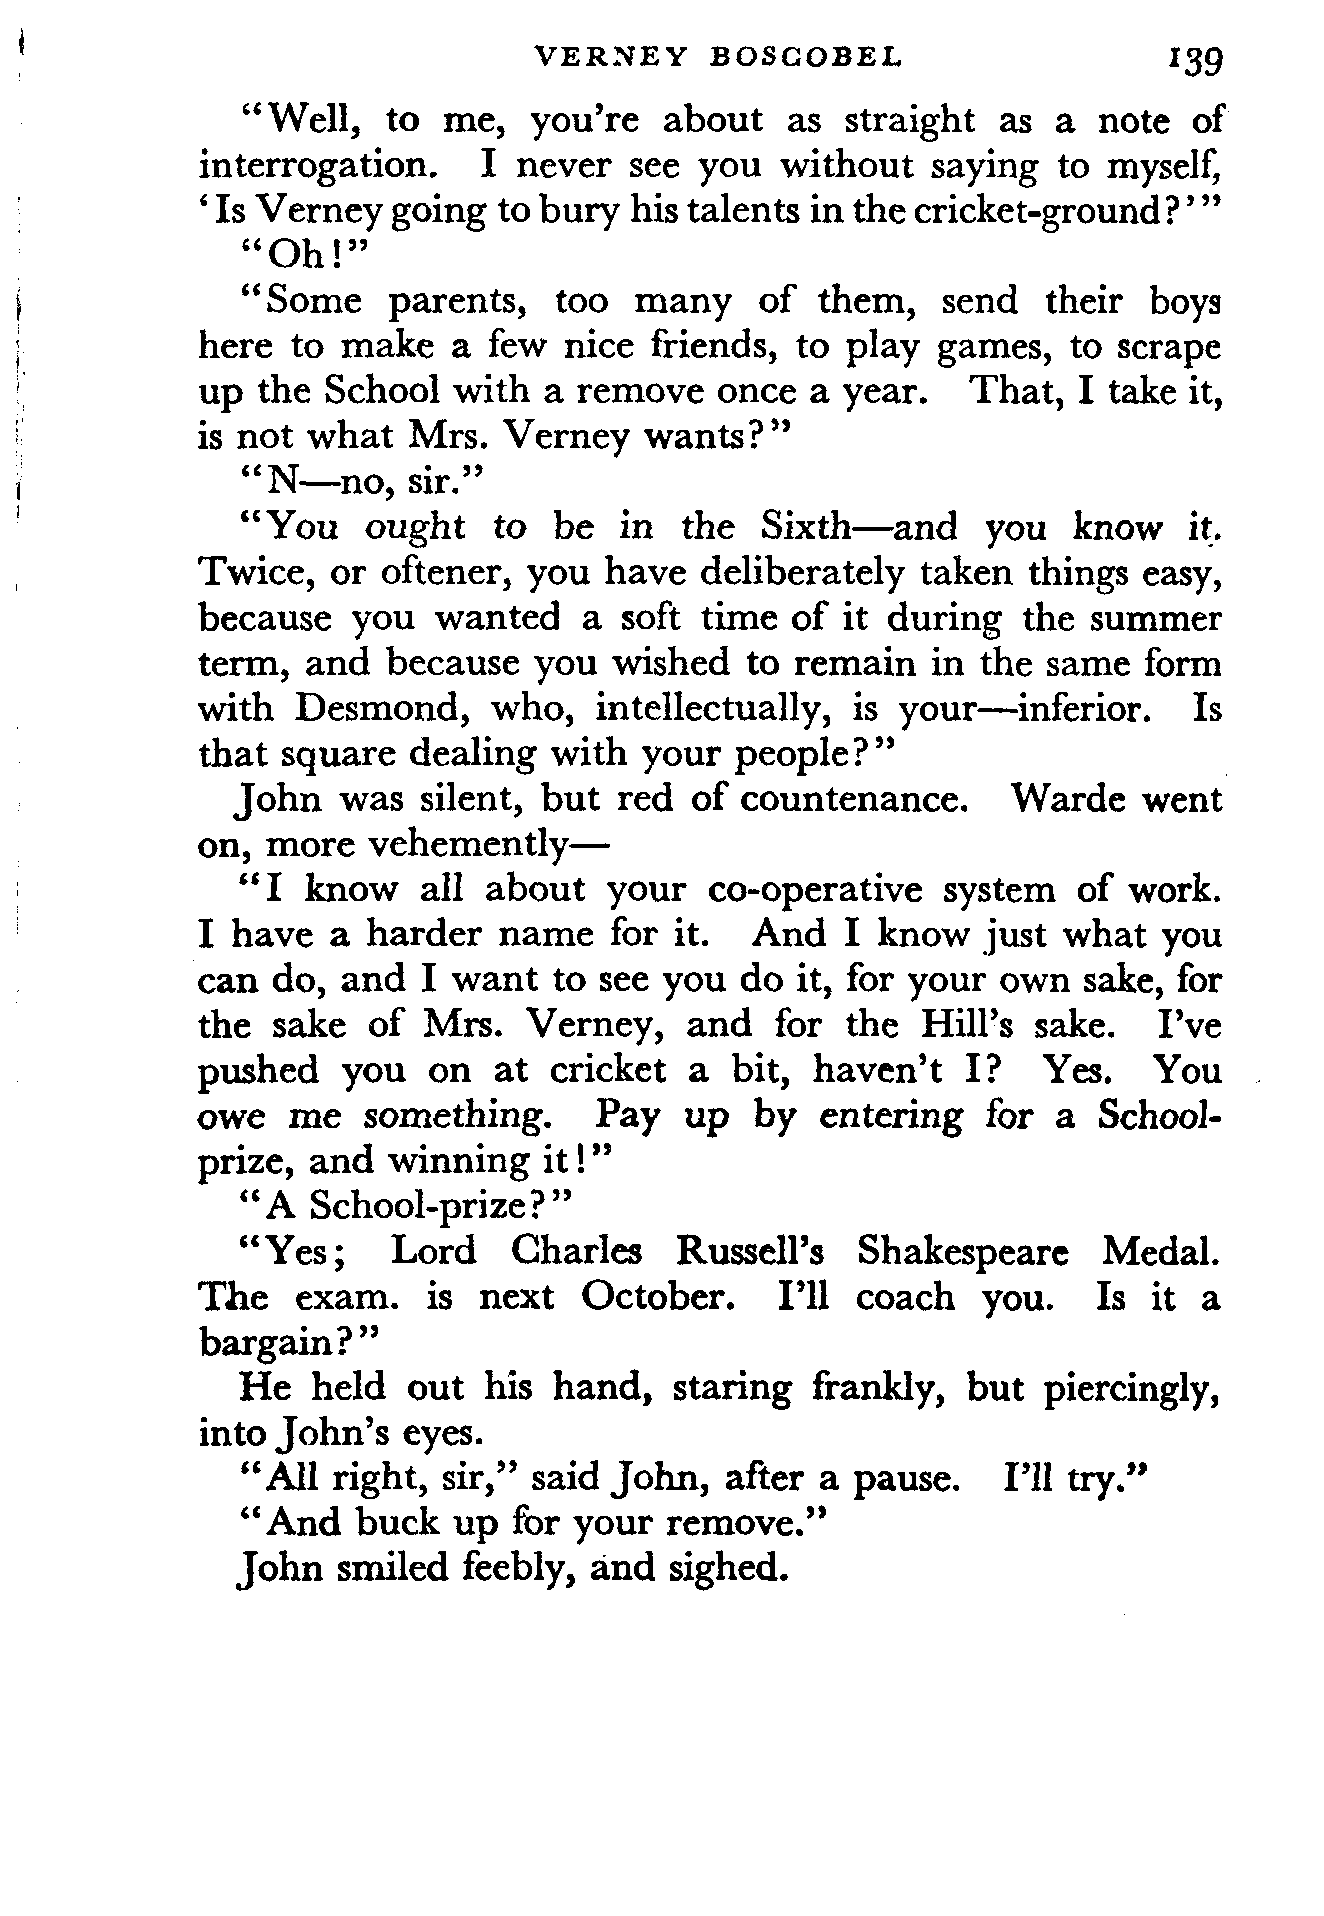 VERNEY BOSCOBEL 139
"Well, to me, you're about as straight as a note of
interrogation. I never see you without saying to myself,
'Is Verney going to bury his talents in the cricket-ground?'"
"Oh!"
"Some parents, too many of them, send their boys
here to make a few nice friends, to play games, to scrape
up the School with a remove once a year. That, I take it,
is not what Mrs. Verney wants?"
"N—no, sir."
"You ought to be in the Sixth—and you know it.
Twice, or oftener, you have deliberately taken things easy,
because you wanted a soft time of it during the summer
term, and because you wished to remain in the same form
with Desmond, who, intellectually, is your—inferior. Is
that square dealing with your people?"
John was silent, but red of countenance. Warde went
on, more vehemently—
"I know all about your co-operative system of work.
I have a harder name for it. And I know just what you
can do, and I want to see you do it, for your own sake, for
the sake of Mrs. Verney, and for the Hill's sake. I've
pushed you on at cricket a bit, haven't I? Yes. You
owe me something. Pay up by entering for a School-
prize, and winning it!"
"A School-prize?"
"Yes; Lord Charles Russell's Shakespeare Medal.
The exam. is next October. I'll coach you. Is it a
bargain?"
He held out his hand, staring frankly, but piercingly,
into John's eyes.
"All right, sir," said John, after a pause. I'll try."
"And buck up for your remove."
John smiled feebly, and sighed.